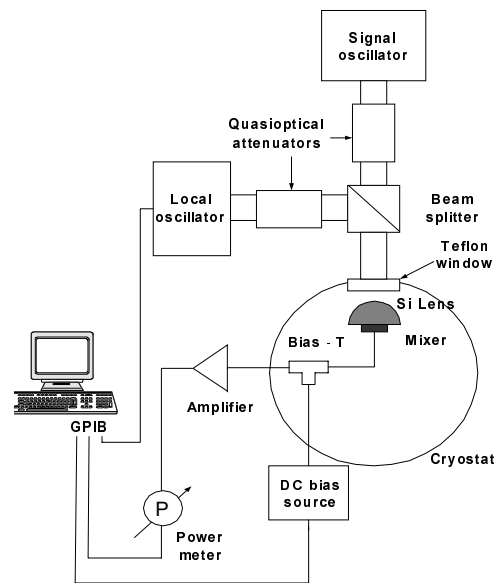 Signal
oscillator
Quasioptical
attenuators
Local
oscillator
Beam
splitter
Teflon
window
Si Lens
Mixer
Bias - T
Amplifier
GPIB
Cryostat
DC bias
source
P
Power
meter